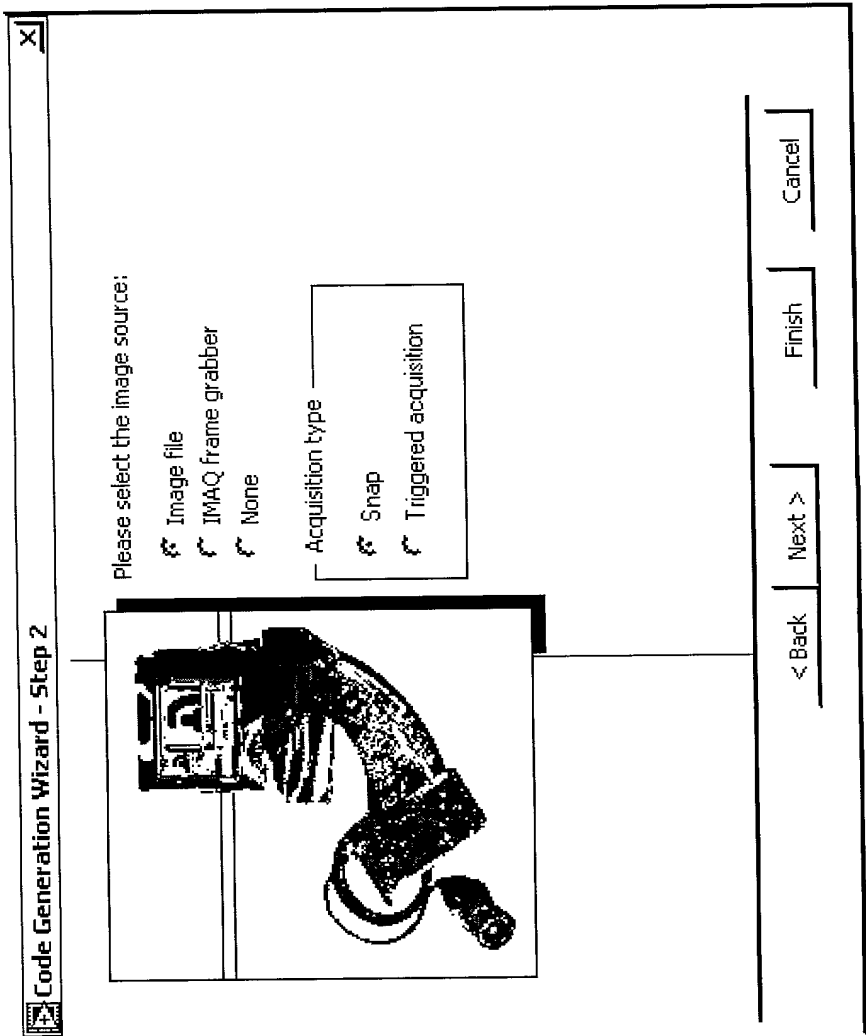 Code Generation Wizard - Step 2
Please select the image source:
Image file
IMAQ frame grabber
None
Acquisition type
Snap
Triggered acquisition
< Back
Next >
Finish
Cancel